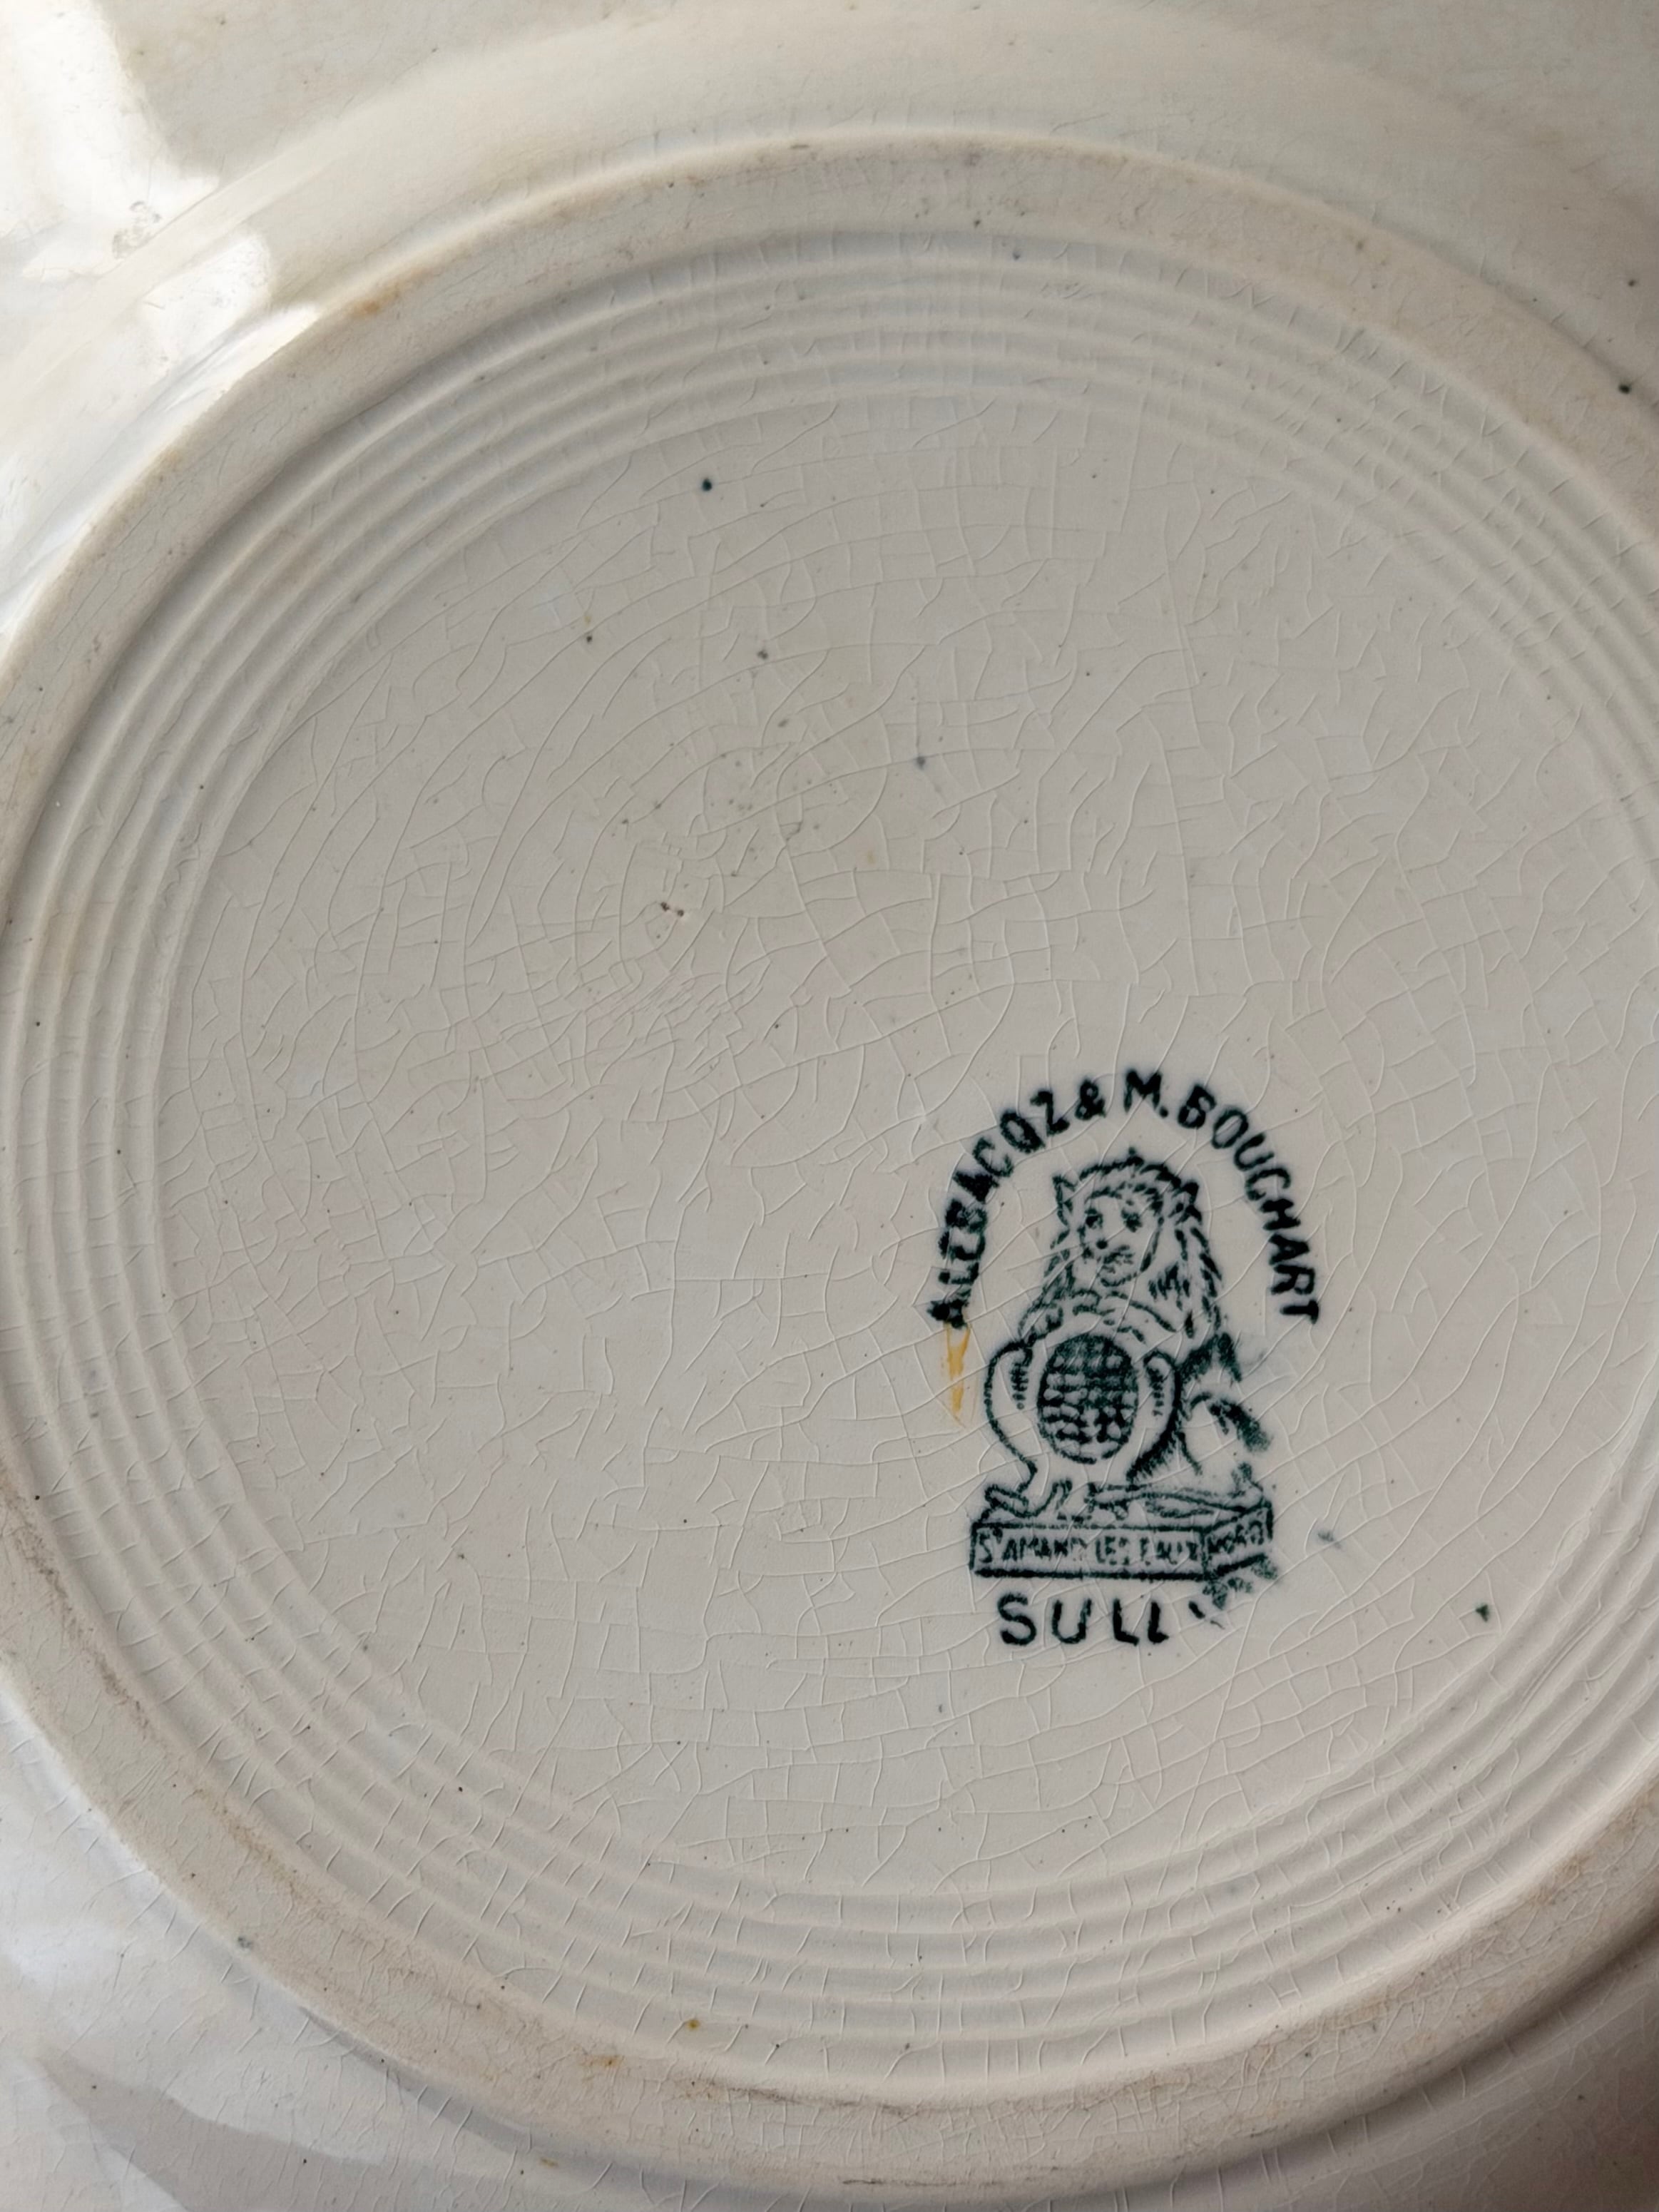 A. LEBACQZ & M. BOUCHART
St AMAND LES EAUX NORD
SULL